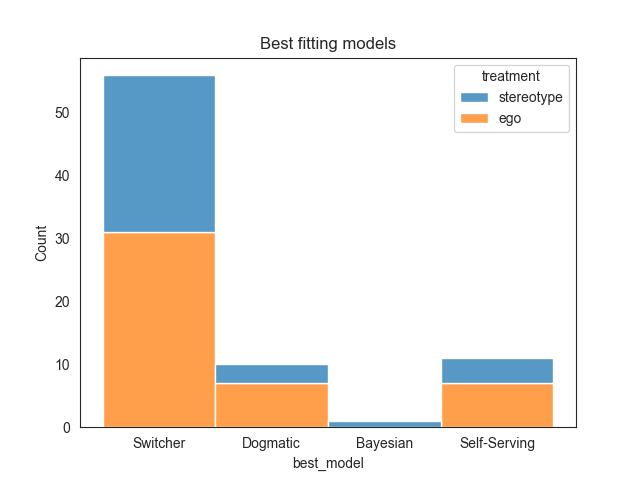 Best fitting models
treatment
stereotype
ego
50
40
30
20
10
0
Count
Switcher
Dogmatic
Bayesian
Self-Serving
best_model